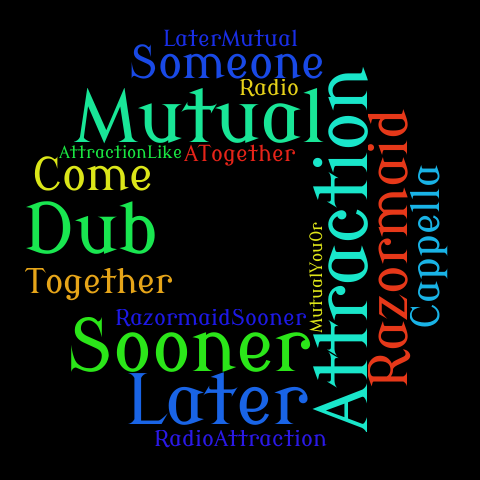 LaterMutual
Someone
Radio
Mutual
AttractionLike
ATogether
Come
Dub
Together
MutualYouOr
Attraction
Razormaid
Cappella
RazormaidSooner
Sooner
Later
RadioAttraction